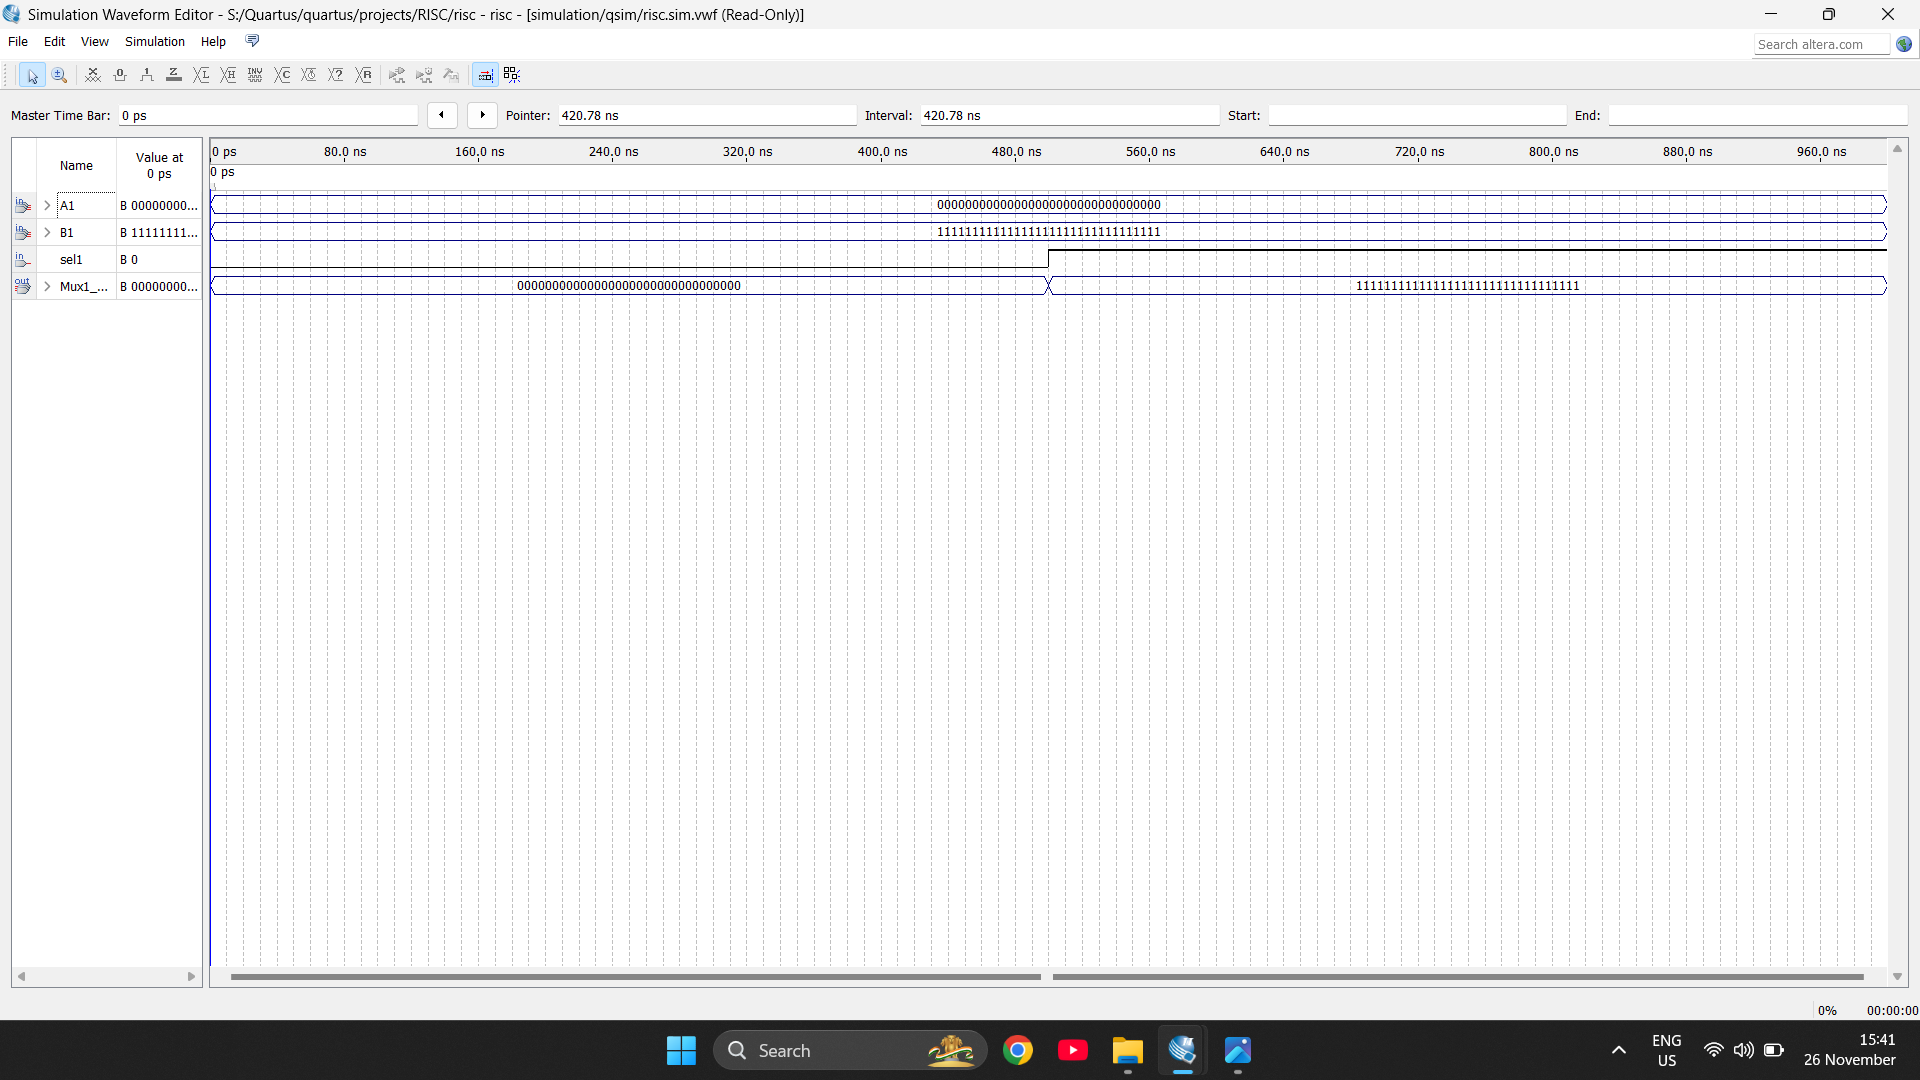 Simulation Waveform Editor - S:/Quartus/quartus/projects/RISC/risc - risc - [simulation/qsim/risc.sim.vwf (Read-Only)]
File Edit View Simulation Help
Search altera.com
Master Time Bar: 0 ps Pointer: 420.78 ns Interval: 420.78 ns Start: End:
Name Value at 0 ps
0 ps 80.0 ns 160.0 ns 240.0 ns 320.0 ns 400.0 ns 480.0 ns 560.0 ns 640.0 ns 720.0 ns 800.0 ns 880.0 ns 960.0 ns
0 ps
A1 B 00000000... 00000000000000000000000000000000
B1 B 11111111... 11111111111111111111111111111111
sel1 B 0
Mux1_... B 00000000... 00000000000000000000000000000000 11111111111111111111111111111111
0% 00:00:00
Search
ENG US
15:41
26 November